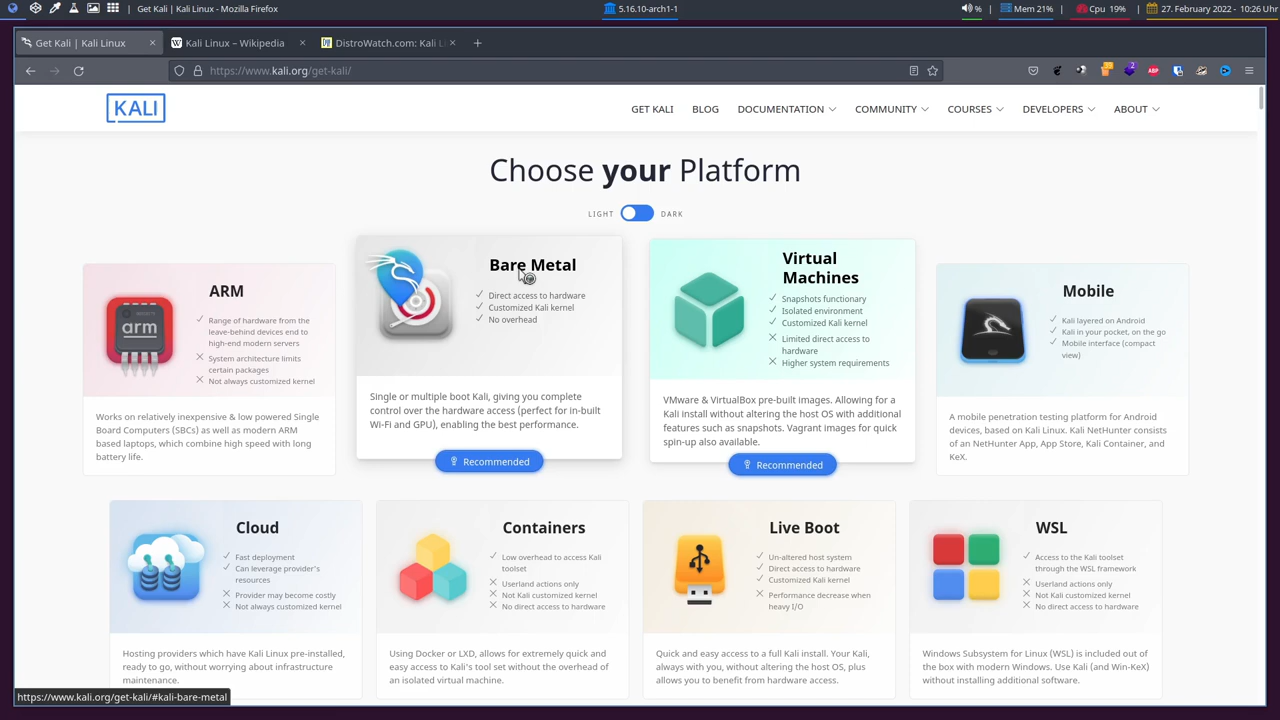 Get Kali | Kali Linux - Mozilla Firefox
5.16.10-arch1-1
%
Mem 21%
Cpu 19%
27. February 2022 - 10:26 Uhr
Get Kali | Kali Linux
Kali Linux – Wikipedia
DistroWatch.com: Kali Li
https://www.kali.org/get-kali/
KALI
GET KALI
BLOG
DOCUMENTATION
COMMUNITY
COURSES
DEVELOPERS
ABOUT
Choose your Platform
LIGHT
DARK
arm
ARM
Range of hardware from the
leave-behind devices end to
high-end modern servers
System architecture limits
certain packages
Not always customized kernel
Works on relatively inexpensive & low powered Single
Board Computers (SBCs) as well as modern ARM
based laptops, which combine high speed with long
battery life.
Bare Metal
Direct access to hardware
Customized Kali kernel
No overhead
Single or multiple boot Kali, giving you complete
control over the hardware access (perfect for in-built
Wi-Fi and GPU), enabling the best performance.
Recommended
Virtual
Machines
Snapshots functionary
Isolated environment
Customized Kali kernel
Limited direct access to
hardware
Higher system requirements
VMware & VirtualBox pre-built images. Allowing for a
Kali install without altering the host OS with additional
features such as snapshots. Vagrant images for quick
spin-up also available.
Recommended
Mobile
Kali layered on Android
Kali in your pocket, on the go
Mobile interface (compact
view)
A mobile penetration testing platform for Android
devices, based on Kali Linux. Kali NetHunter consists
of an NetHunter App, App Store, Kali Container, and
KeX.
Cloud
Fast deployment
Can leverage provider's
resources
Provider may become costly
Not always customized kernel
Hosting providers which have Kali Linux pre-installed,
ready to go, without worrying about infrastructure
maintenance.
Containers
Low overhead to access Kali
toolset
Userland actions only
Not Kali customized kernel
No direct access to hardware
Using Docker or LXD, allows for extremely quick and
easy access to Kali's tool set without the overhead of
an isolated virtual machine.
Live Boot
Un-altered host system
Direct access to hardware
Customized Kali kernel
Performance decrease when
heavy I/O
Quick and easy access to a full Kali install. Your Kali,
always with you, without altering the host OS, plus
allows you to benefit from hardware access.
WSL
Access to the Kali toolset
through the WSL framework
Userland actions only
Not Kali customized kernel
No direct access to hardware
Windows Subsystem for Linux (WSL) is included out of
the box with modern Windows. Use Kali (and Win-KeX)
without installing additional software.
https://www.kali.org/get-kali/#kali-bare-metal